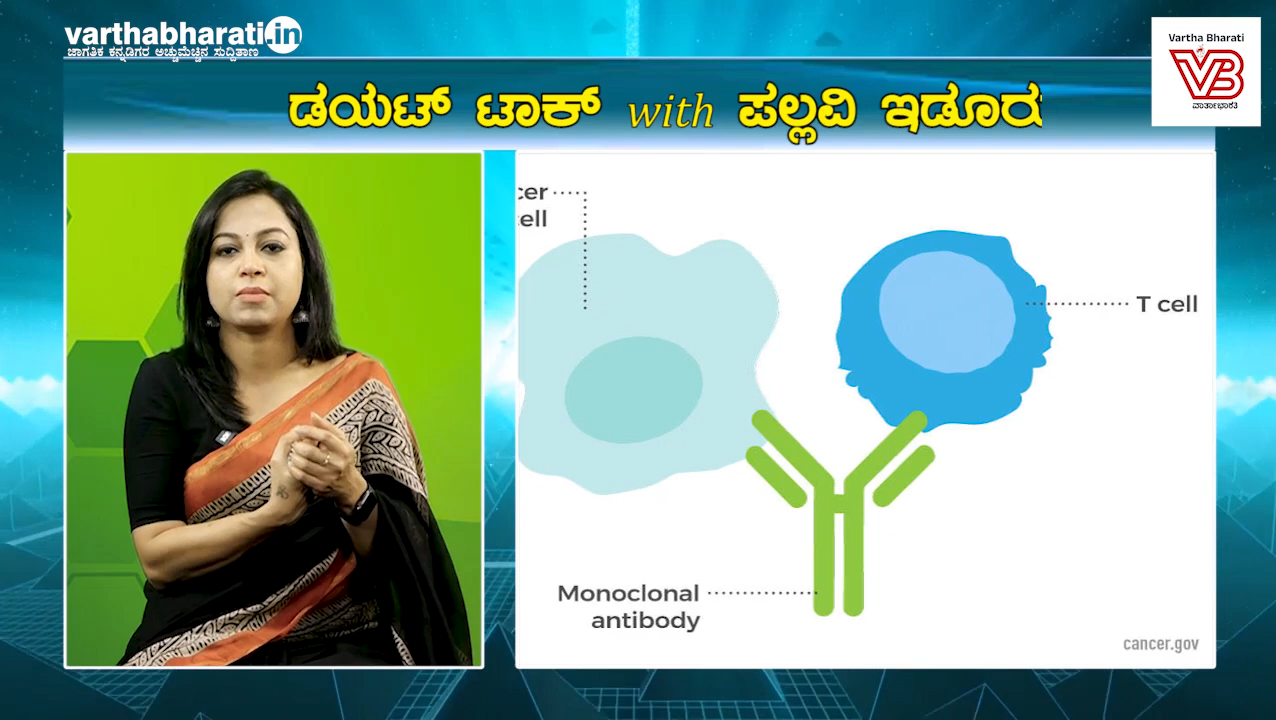 varthabharati.in
ಜಾಗತಿಕ ಕನ್ನಡಿಗರ ಅಚ್ಚುಮೆಚ್ಚಿನ ಸುದ್ದಿತಾಣ
Vartha Bharati
VB
ವಾರ್ತಾಭಾರತಿ
ಡಯಟ್ ಟಾಕ್ with ಪಲ್ಲವಿ ಇಡೂರ
cer
ell
T cell
Monoclonal
antibody
cancer.gov